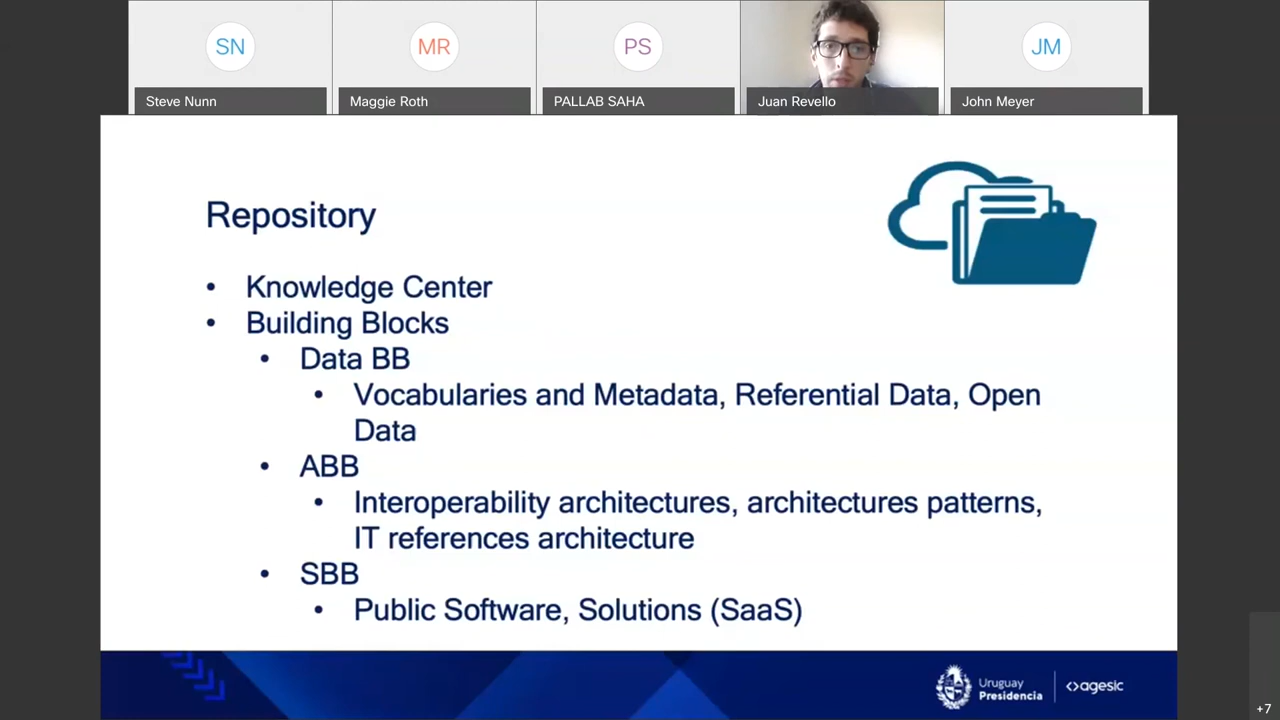 SN
MR
PS
JM
Steve Nunn
Maggie Roth
PALLAB SAHA
Juan Revello
John Meyer
Repository
• Knowledge Center
• Building Blocks
• Data BB
• Vocabularies and Metadata, Referential Data, Open
Data
• ABB
• Interoperability architectures, architectures patterns,
IT references architecture
• SBB
• Public Software, Solutions (SaaS)
Uruguay
Presidencia
agesic
+7